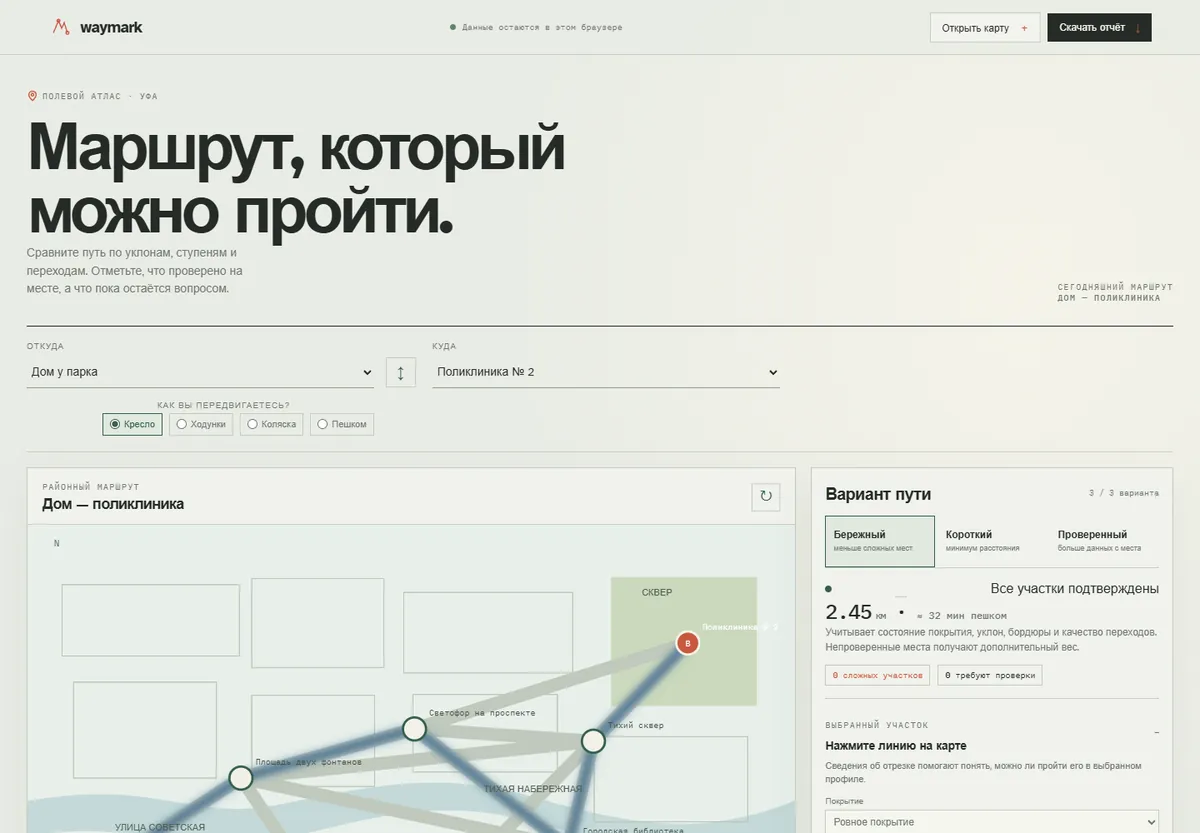 waymark
Данные остаются в этом браузере
Открыть карту +
Скачать отчёт ↓
ПОЛЕВОЙ АТЛАС · УФА
Маршрут, который
можно пройти.
Сравните путь по уклонам, ступеням и
переходам. Отметьте, что проверено на
месте, а что пока остаётся вопросом.
СЕГОДНЯШНИЙ МАРШРУТ
ДОМ — ПОЛИКЛИНИКА
ОТКУДА
Дом у парка
КУДА
Поликлиника № 2
КАК ВЫ ПЕРЕДВИГАЕТЕСЬ?
Кресло
Ходунки
Коляска
Пешком
РАЙОННЫЙ МАРШРУТ
Дом — поликлиника
N
СКВЕР
Поликлиника № 2
В
Светофор на проспекте
Тихий сквер
Площадь двух фонтанов
ТИХАЯ НАБЕРЕЖНАЯ
УЛИЦА СОВЕТСКАЯ
Городская библиотека
Вариант пути
3 / 3 варианта
Бережный
меньше сложных мест
Короткий
минимум расстояния
Проверенный
больше данных с места
Все участки подтверждены
2.45 км • ≈ 32 мин пешком
Учитывает состояние покрытия, уклон, бордюры и качество переходов.
Непроверенные места получают дополнительный вес.
0 сложных участков
0 требуют проверки
ВЫБРАННЫЙ УЧАСТОК
—
Нажмите линию на карте
Сведения об отрезке помогают понять, можно ли пройти его в выбранном
профиле.
Покрытие
Ровное покрытие